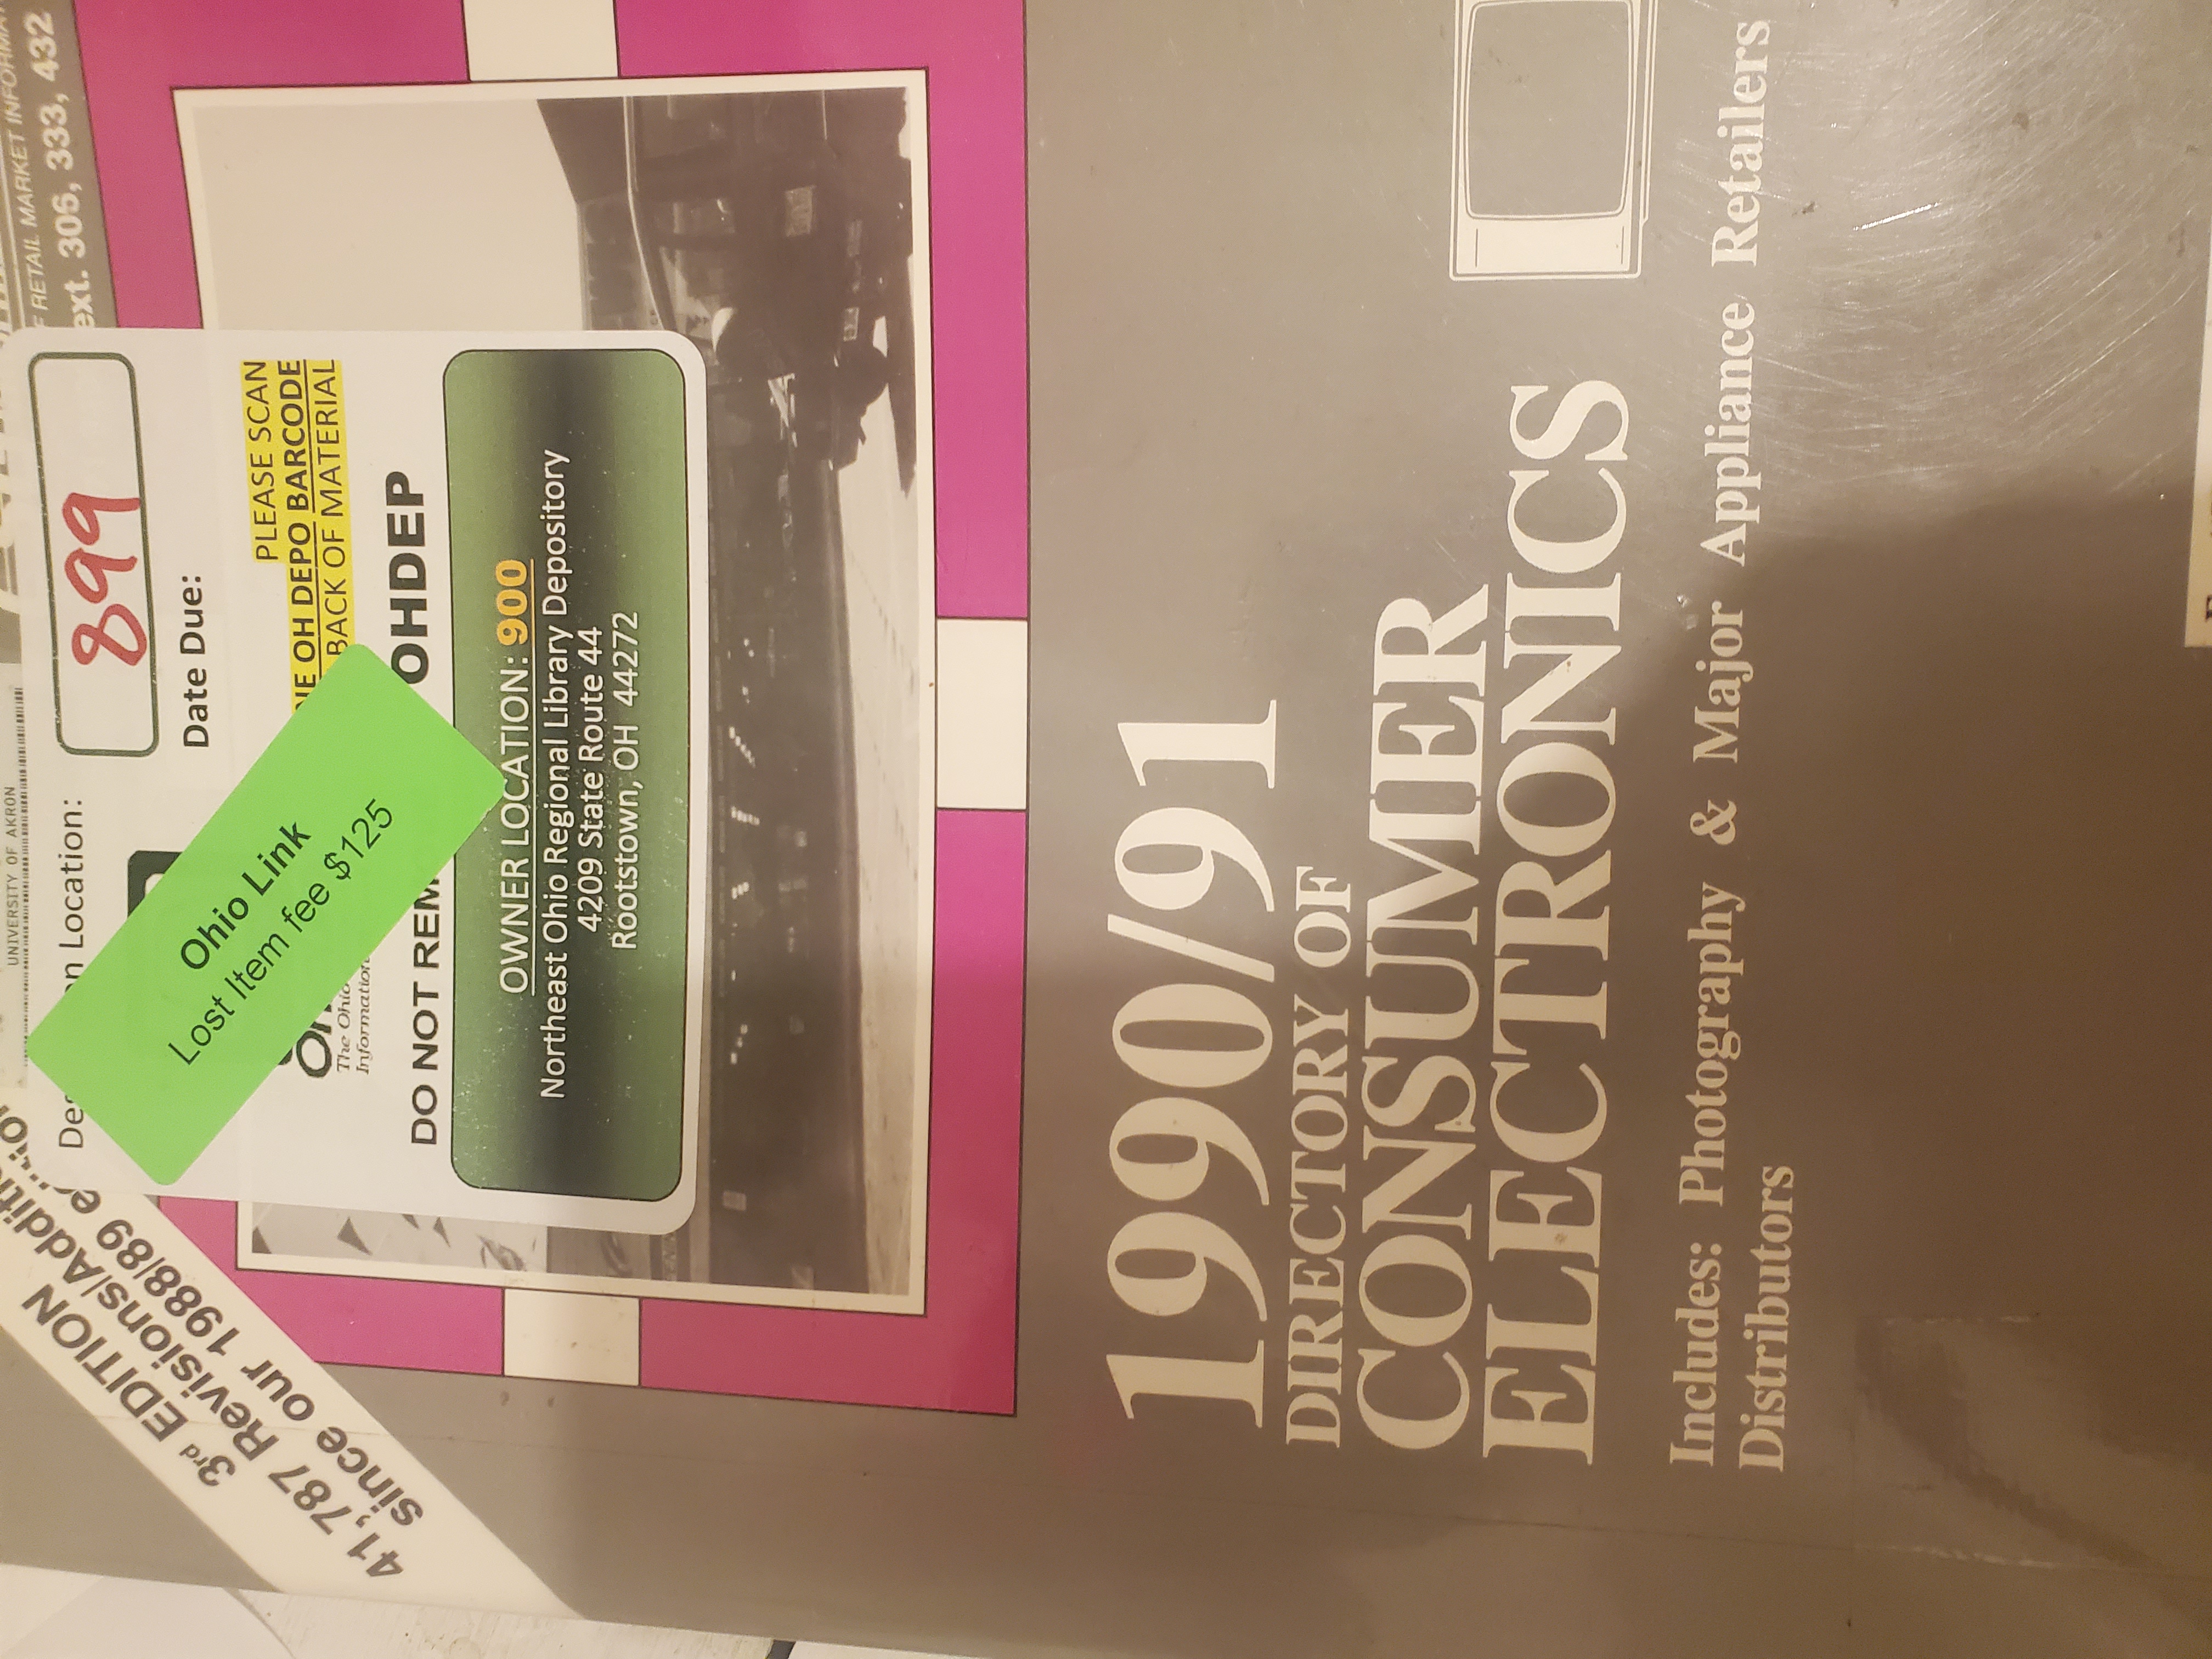 RETAIL MARKET INFORMA
ext. 306, 333, 432
UNIVERSITY OF AKRON
3rd EDITION
41,787 Revisions/Additio
since our 1988/89 e
Location:
899
Date Due:
PLEASE SCAN
OH DEPO BARCODE
BACK OF MATERIAL
The Ohio
Information
DO NOT REM
OHDEP
Ohio Link
Lost Item fee $125
OWNER LOCATION: 900
Northeast Ohio Regional Library Depository
4209 State Route 44
Rootstown, OH 44272
1990/91
DIRECTORY OF
CONSUMER
ELECTRONICS
Includes: Photography & Major Appliance Retailers
Distributors